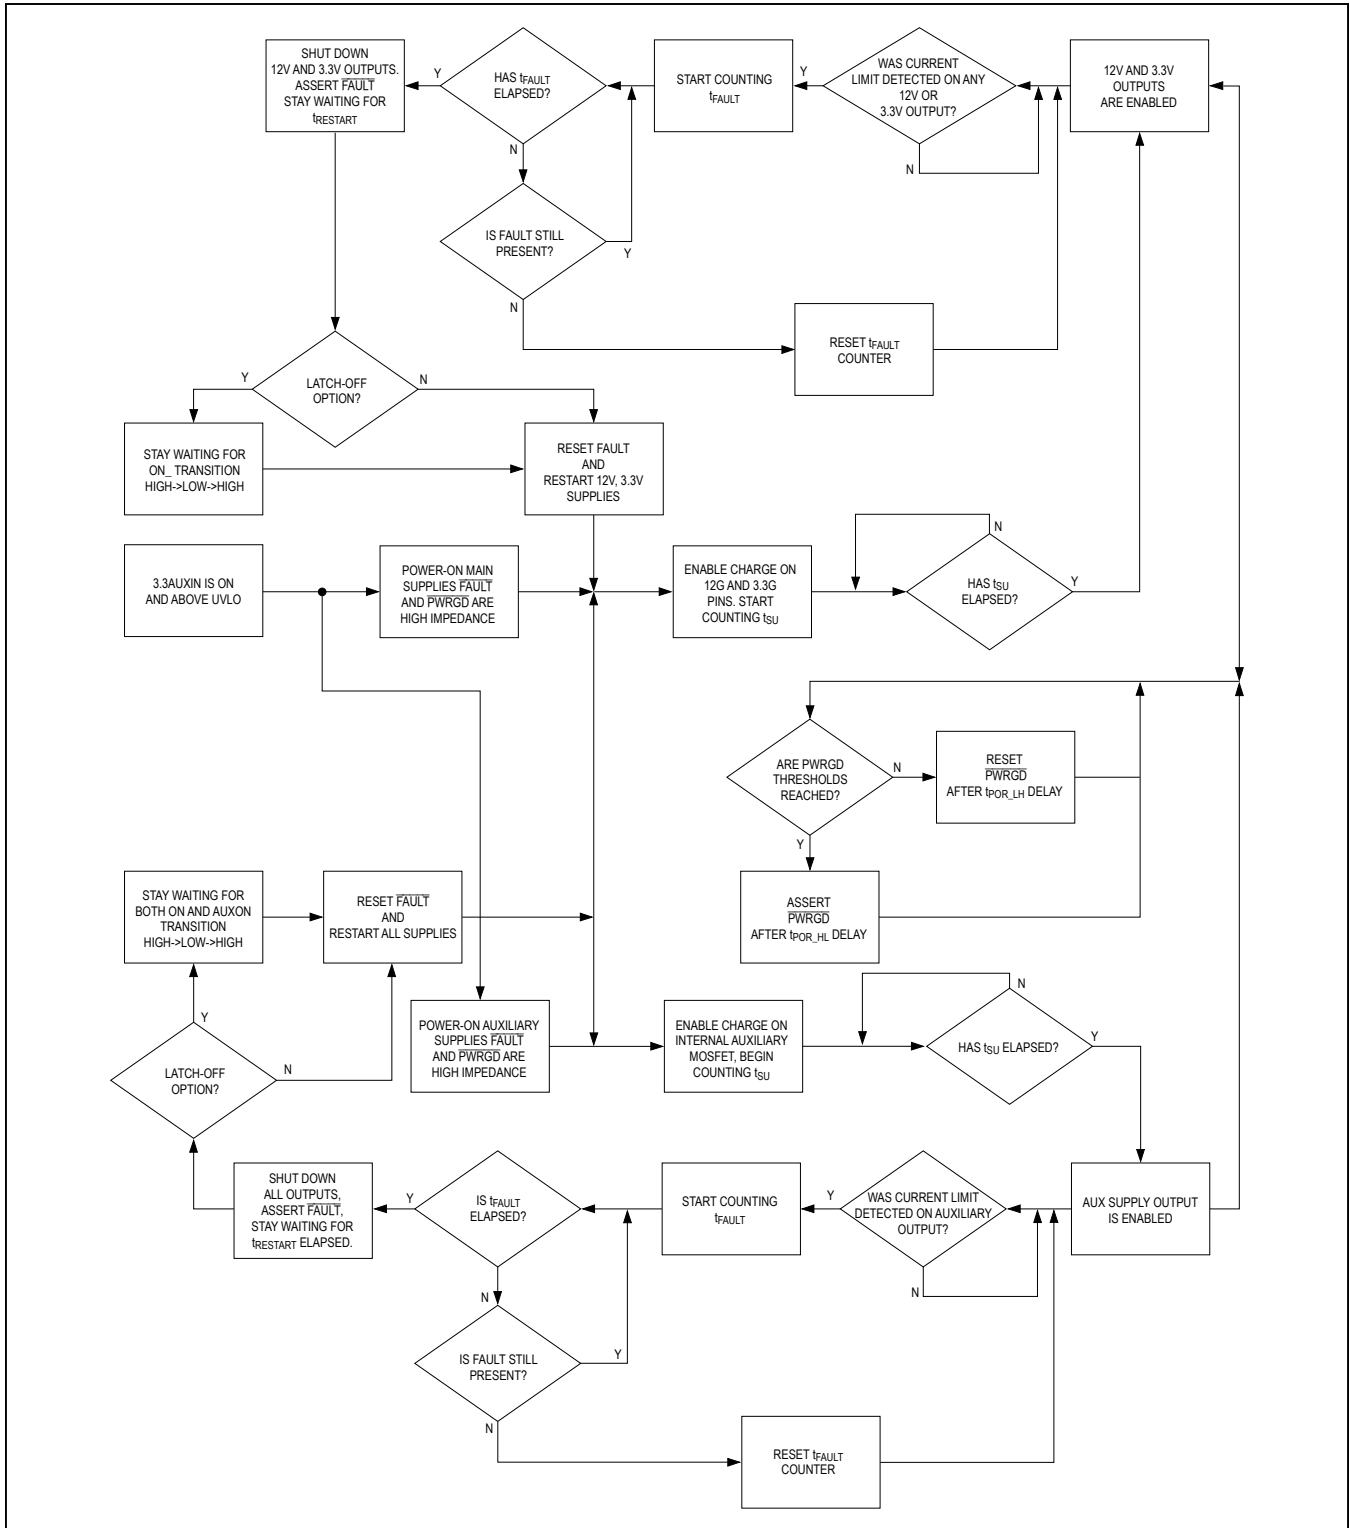 SHUT DOWN
12V AND 3.3V OUTPUTS.
ASSERT FAULT
STAY WAITING FOR
tRESTART
Y
HAS tFAULT
ELAPSED?
START COUNTING
tFAULT
Y
WAS CURRENT
LIMIT DETECTED ON ANY
12V OR
3.3V OUTPUT?
12V AND 3.3V
OUTPUTS
ARE ENABLED
N
N
IS FAULT STILL
PRESENT?
Y
N
RESET tFAULT
COUNTER
Y
LATCH-OFF
OPTION?
N
STAY WAITING FOR
ON_ TRANSITION
HIGH->LOW->HIGH
RESET FAULT
AND
RESTART 12V, 3.3V
SUPPLIES
3.3AUXIN IS ON
AND ABOVE UVLO
POWER-ON MAIN
SUPPLIES FAULT
AND PWRGD ARE
HIGH IMPEDANCE
ENABLE CHARGE ON
12G AND 3.3G
PINS. START
COUNTING tSU
N
HAS tSU
ELAPSED?
Y
ARE PWRGD
THRESHOLDS
REACHED?
N
RESET
PWRGD
AFTER tPOR_LH DELAY
Y
ASSERT
PWRGD
AFTER tPOR_HL DELAY
STAY WAITING FOR
BOTH ON AND AUXON
TRANSITION
HIGH->LOW->HIGH
RESET FAULT
AND
RESTART ALL SUPPLIES
Y
LATCH-OFF
OPTION?
N
POWER-ON AUXILIARY
SUPPLIES FAULT
AND PWRGD ARE
HIGH IMPEDANCE
ENABLE CHARGE ON
INTERNAL AUXILIARY
MOSFET, BEGIN
COUNTING tSU
N
HAS tSU ELAPSED?
Y
SHUT DOWN
ALL OUTPUTS,
ASSERT FAULT,
STAY WAITING FOR
tRESTART ELAPSED.
Y
IS tFAULT
ELAPSED?
START COUNTING
tFAULT
Y
WAS CURRENT LIMIT
DETECTED ON AUXILIARY
OUTPUT?
AUX SUPPLY OUTPUT
IS ENABLED
N
N
IS FAULT STILL
PRESENT?
Y
N
RESET tFAULT
COUNTER